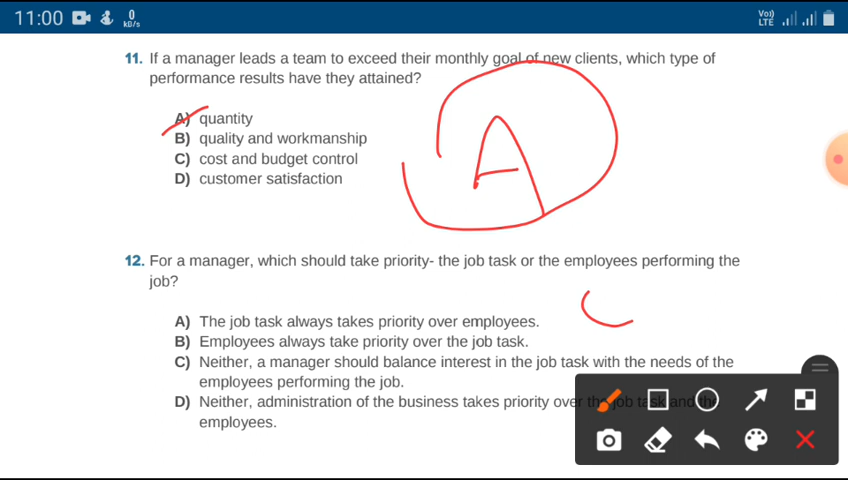 11:00 0 KB/s Vo)) LTE
11. If a manager leads a team to exceed their monthly goal of new clients, which type of
performance results have they attained?
A) quantity
B) quality and workmanship
C) cost and budget control
D) customer satisfaction
A
12. For a manager, which should take priority- the job task or the employees performing the
job?
C
A) The job task always takes priority over employees.
B) Employees always take priority over the job task.
C) Neither, a manager should balance interest in the job task with the needs of the
employees performing the job.
D) Neither, administration of the business takes priority over the job task and the
employees.